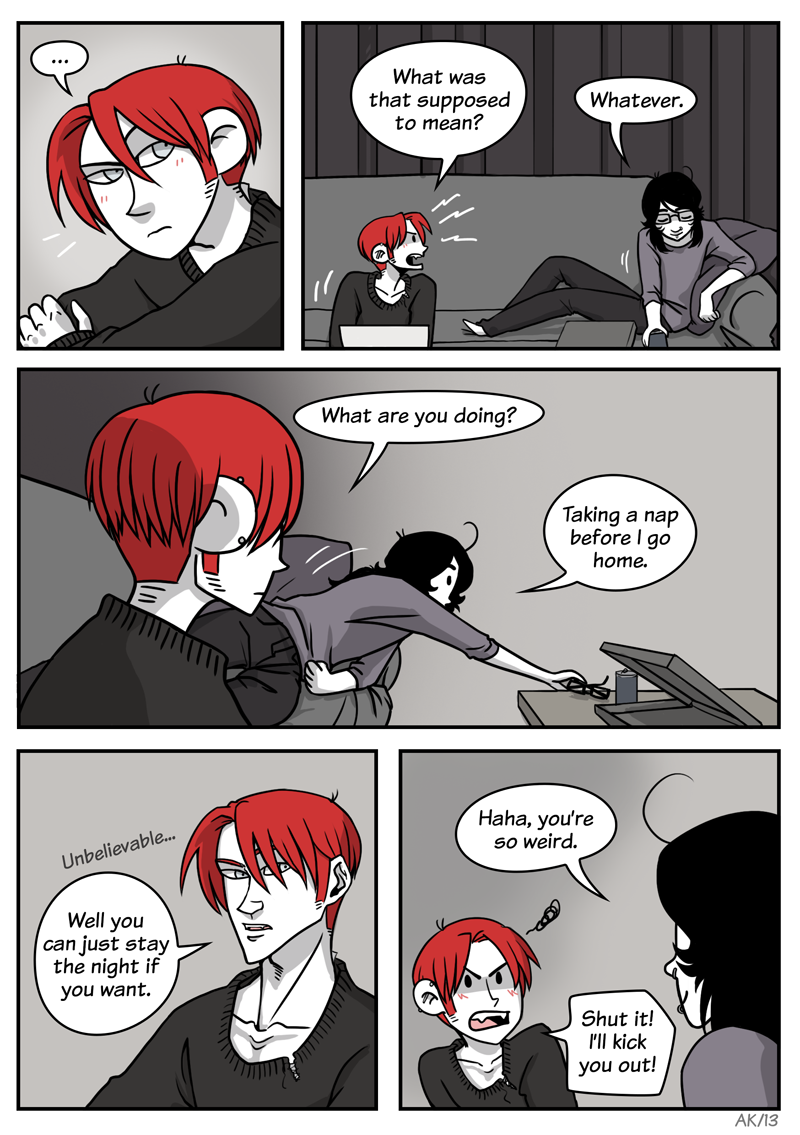 ...
What was
that supposed
to mean?
Whatever.
What are you doing?
Taking a nap
before I go
home.
Unbelievable...
Well you
can just stay
the night if
you want.
Haha, you're
so weird.
Shut it!
I'll kick
you out!
AK/13